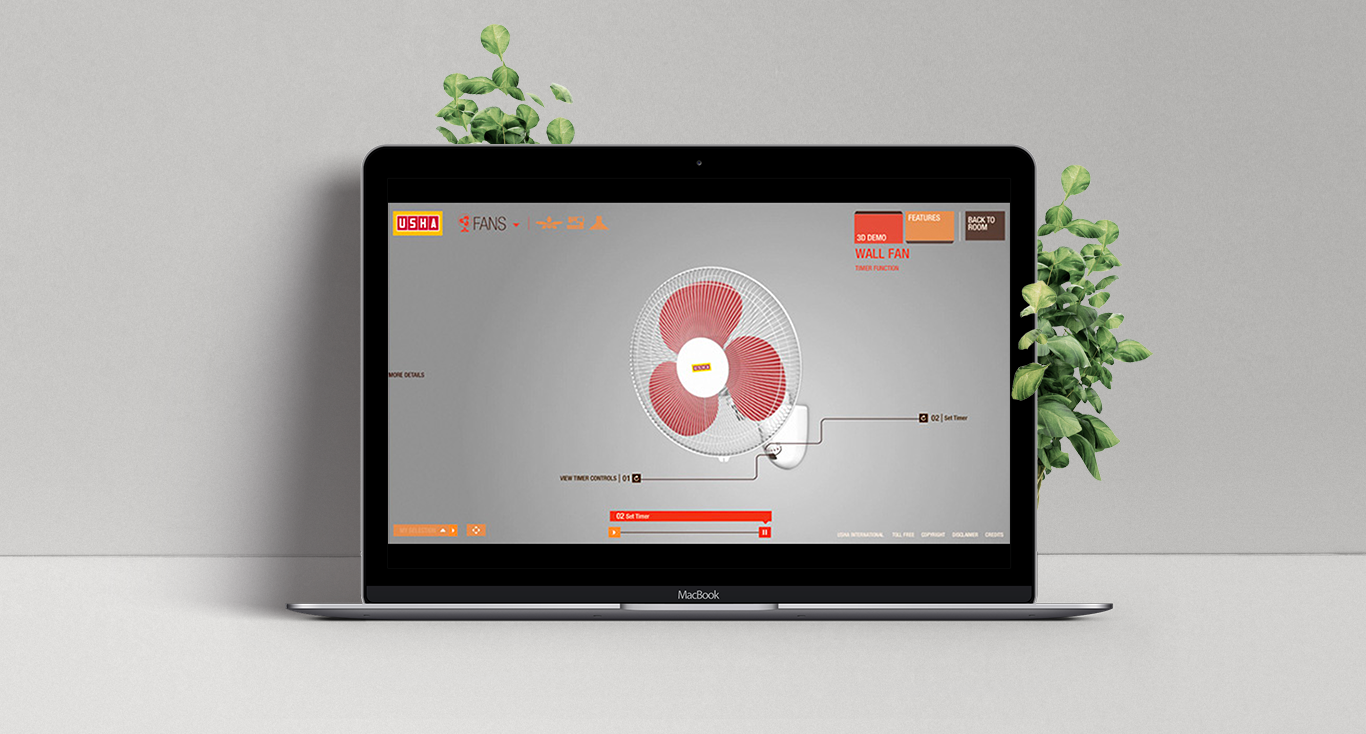 USHA
FANS
3D DEMO
FEATURES
BACK TO
ROOM
WALL FAN
TIMER FUNCTION
USHA
MORE DETAILS
02 | Set Timer
VIEW TIMER CONTROLS | 01
02 Set Timer
MY SELECTION
USHA INTERNATIONAL TOLL FREE COPYRIGHT DISCLAIMER CREDITS
MacBook